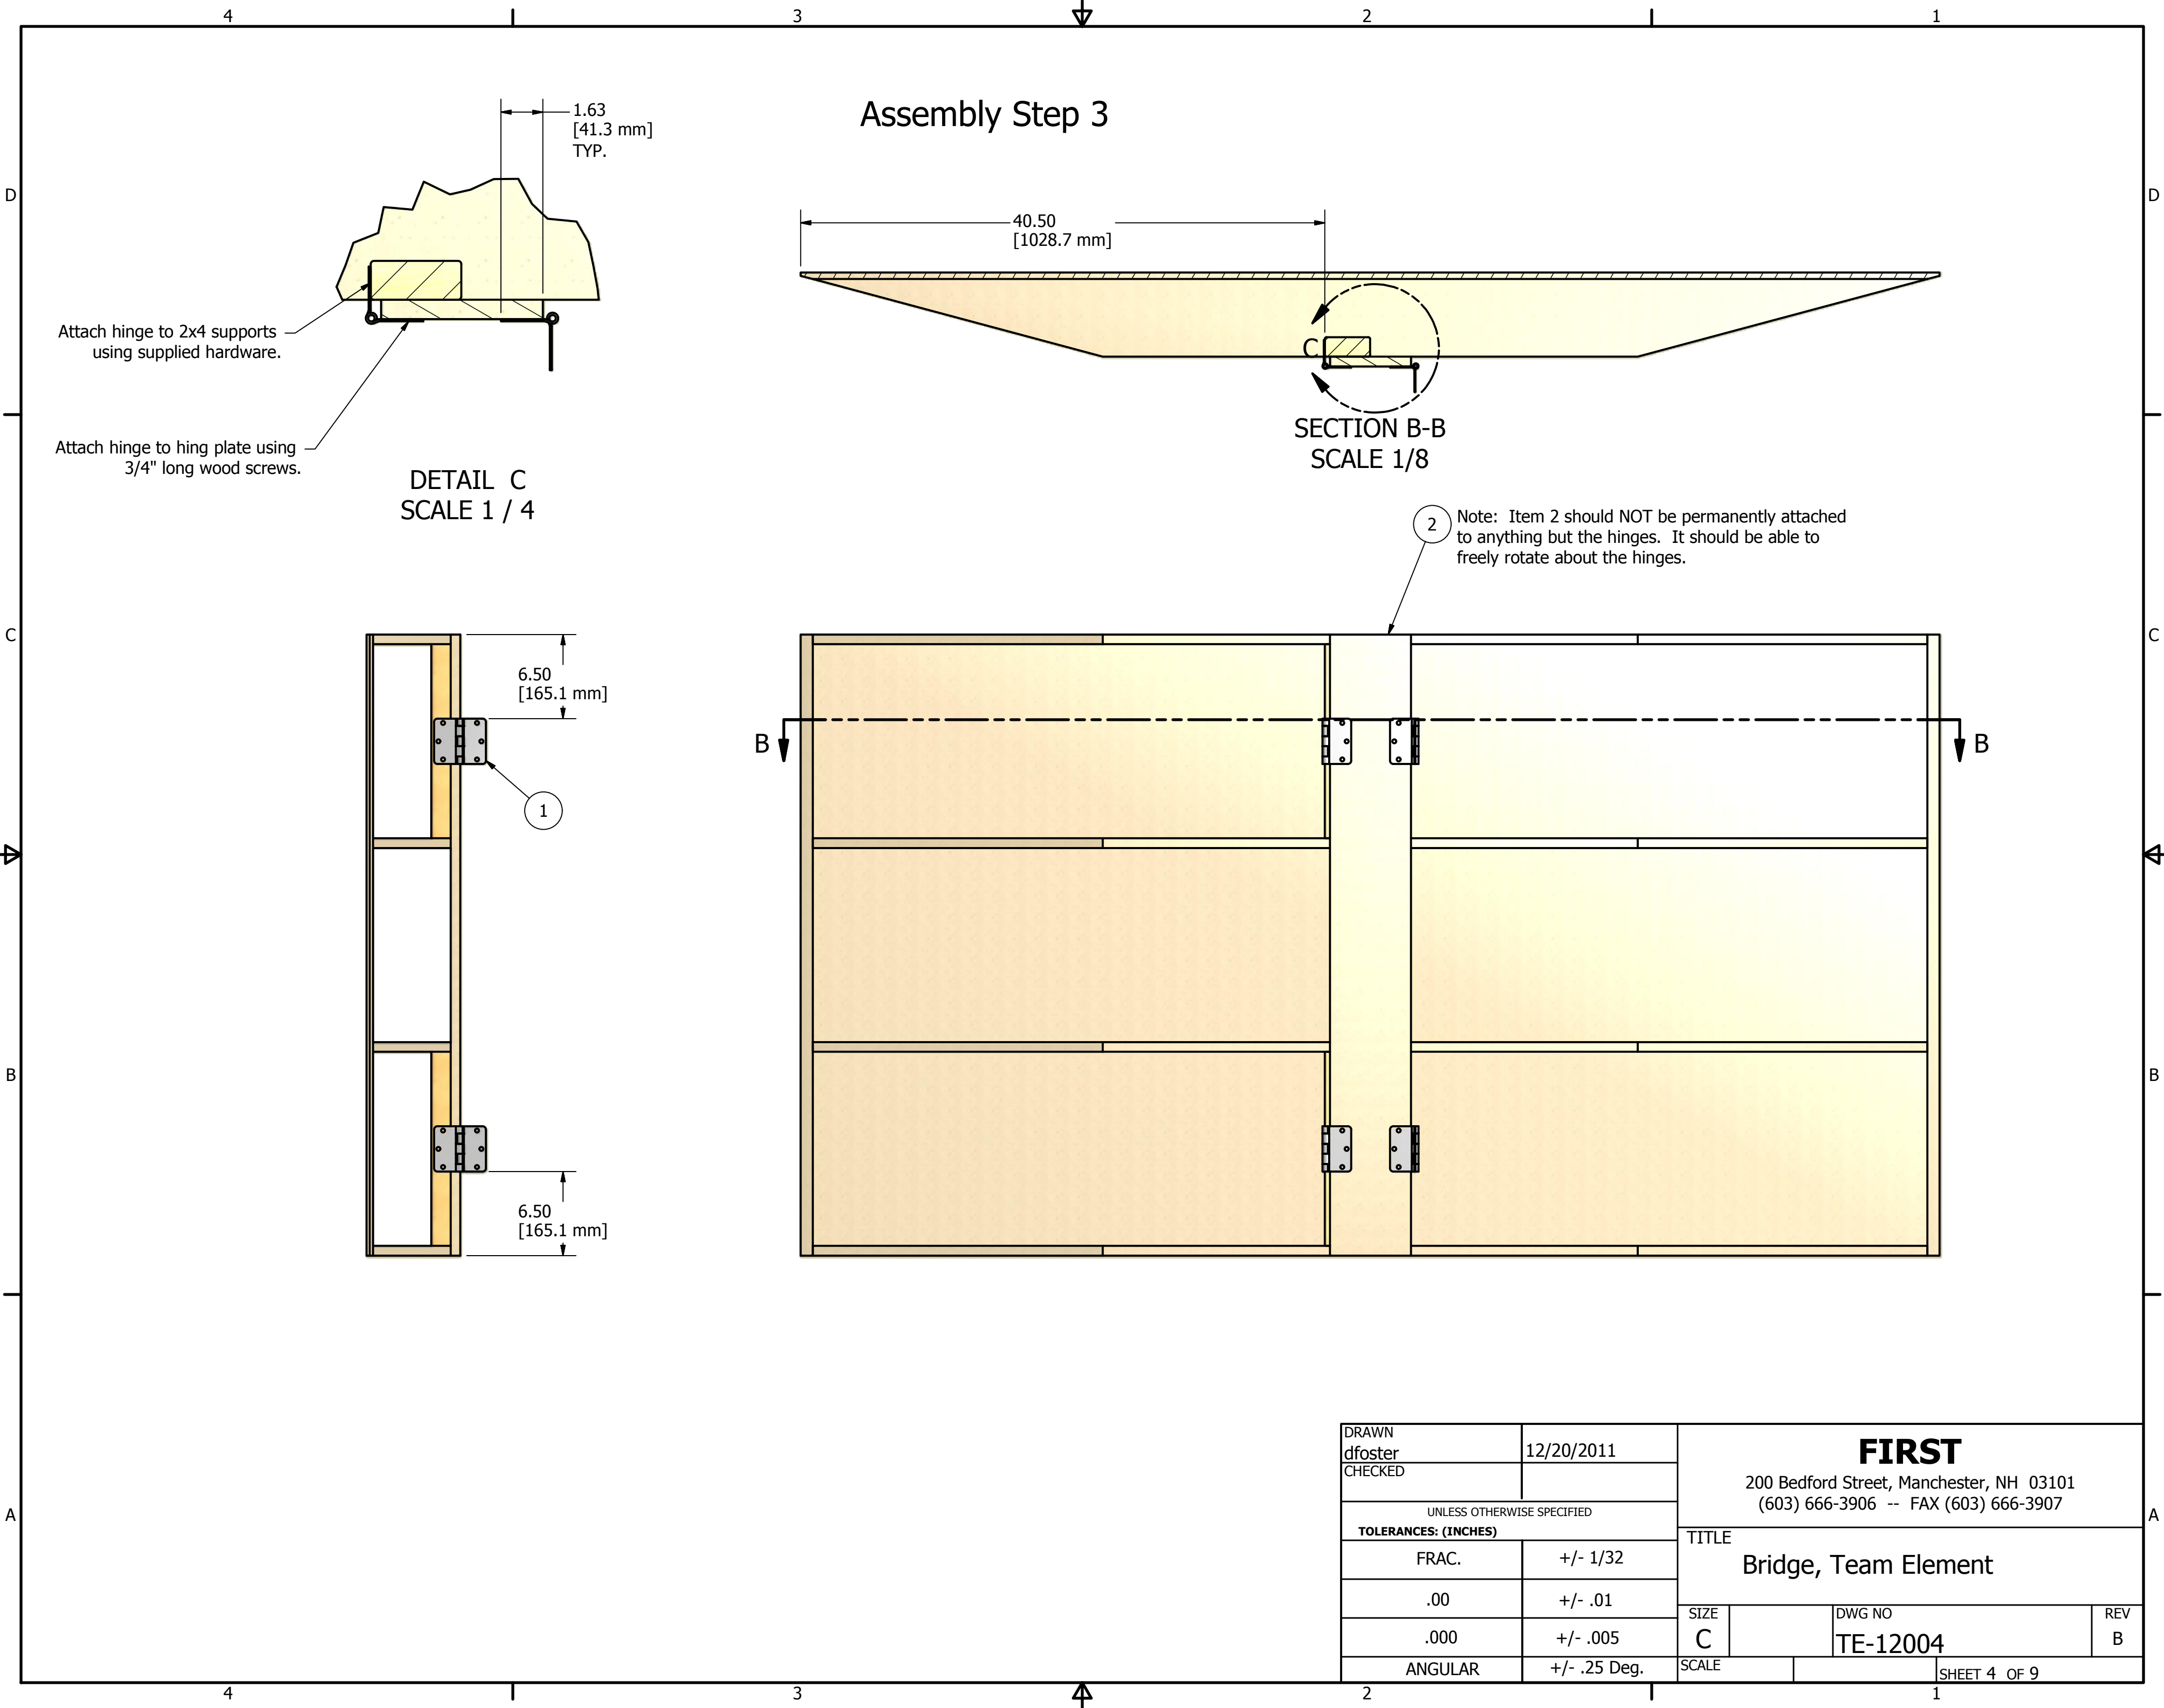 4 3 2 1
Assembly Step 3
1.63
[41.3 mm]
TYP.
D D
40.50
[1028.7 mm]
Attach hinge to 2x4 supports
using supplied hardware.
C
Attach hinge to hing plate using
3/4" long wood screws.
SECTION B-B
SCALE 1/8
DETAIL C
SCALE 1 / 4
2
Note: Item 2 should NOT be permanently attached
to anything but the hinges. It should be able to
freely rotate about the hinges.
C C
6.50
[165.1 mm]
B B
1
B B
6.50
[165.1 mm]
DRAWN
dfoster 12/20/2011
CHECKED
UNLESS OTHERWISE SPECIFIED
TOLERANCES: (INCHES)
FRAC. +/- 1/32
.00 +/- .01
.000 +/- .005
ANGULAR +/- .25 Deg.
FIRST
200 Bedford Street, Manchester, NH 03101
(603) 666-3906 -- FAX (603) 666-3907
TITLE
Bridge, Team Element
SIZE
C
DWG NO
TE-12004
REV
B
SCALE
SHEET 4 OF 9
A A
4 3 2 1